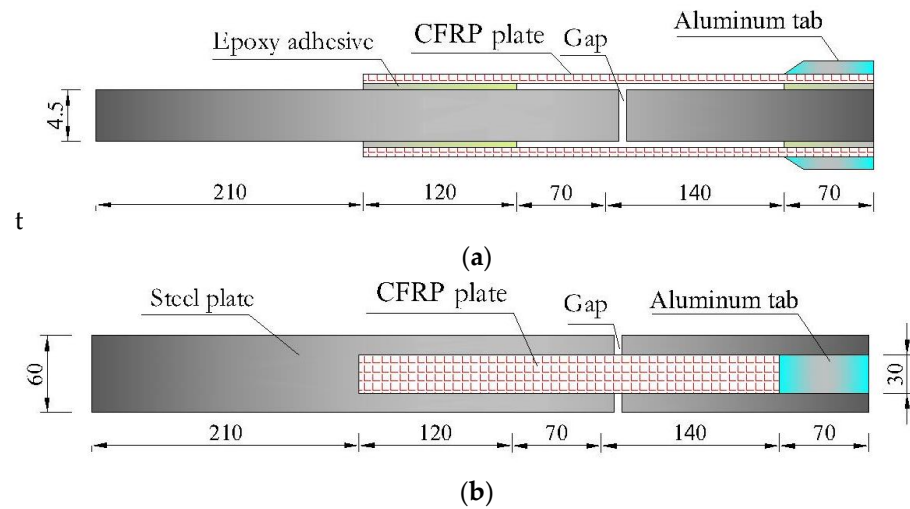 Epoxy adhesive
CFRP plate
Gap
Aluminum tab
4.5
210
120
70
140
70
t
(a)
Steel plate
CFRP plate
Gap
Aluminum tab
60
30
210
120
70
140
70
(b)